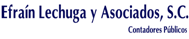 Efraín Lechuga y Asociados, S.C.
Contadores Públicos